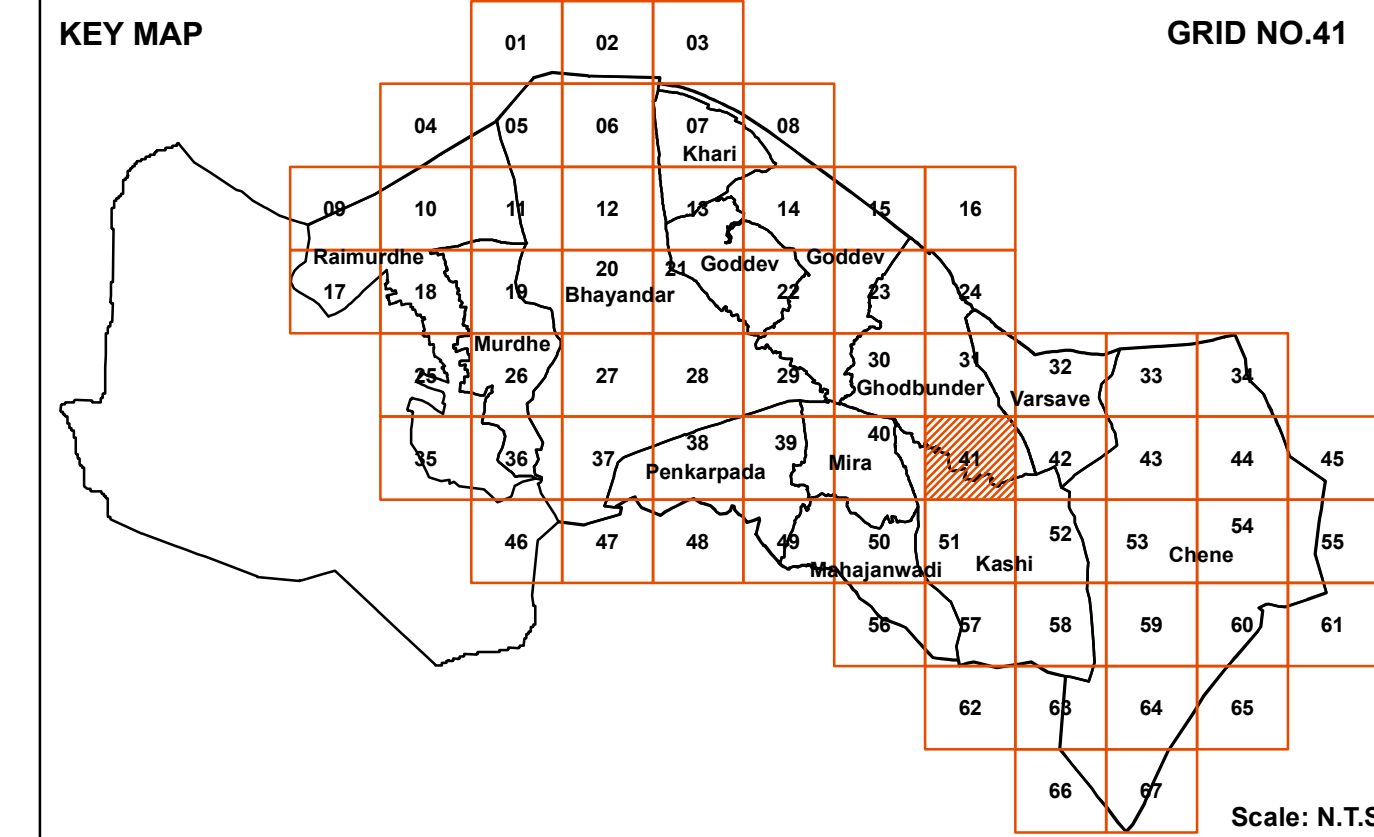 KEY MAP
GRID NO.41
01 02 03
04 05 06 07 08
Khari
09 10 11 12 13 14 15 16
Raimurdhe Goddev Goddev
17 18 19 20 21 22 23 24
Bhayandar
Murdhe
25 26 27 28 29 30 31 32 33 34
Ghodbunder Varsave
35 36 37 38 39 40 41 42 43 44 45
Penkarpada Mira
46 47 48 49 50 51 52 53 54 55
Mahajanwadi Kashi Chene
56 57 58 59 60 61
62 63 64 65
66 67
Scale: N.T.S